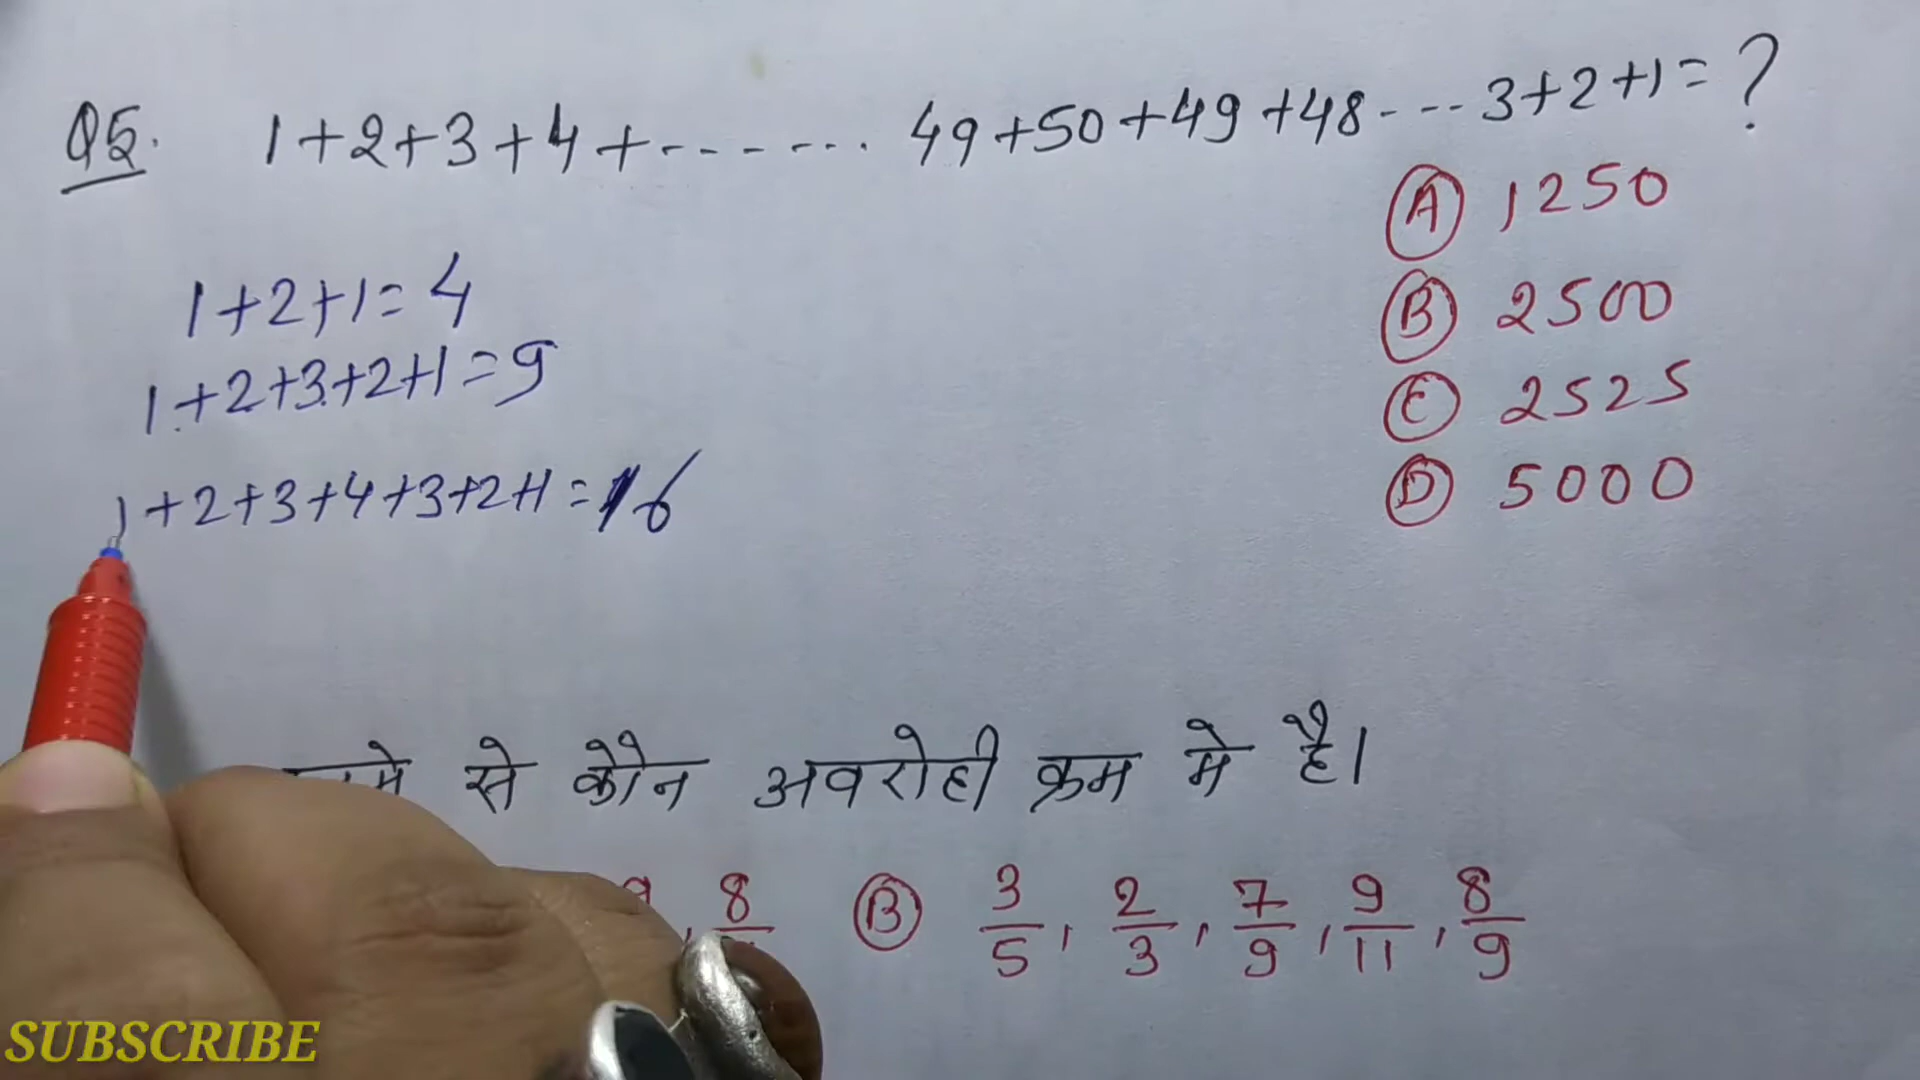 Q5. 1+2+3+4+------... 49+50+49+48---3+2+1=?
(A) 1250
(B) 2500
(C) 2525
(D) 5000
1+2+1=4
1+2+3+2+1=9
1+2+3+4+3+2+1=16
से कौन अवरोही क्रम मे है।
8 (B) 3/5, 2/3, 7/9, 9/11, 8/9
SUBSCRIBE